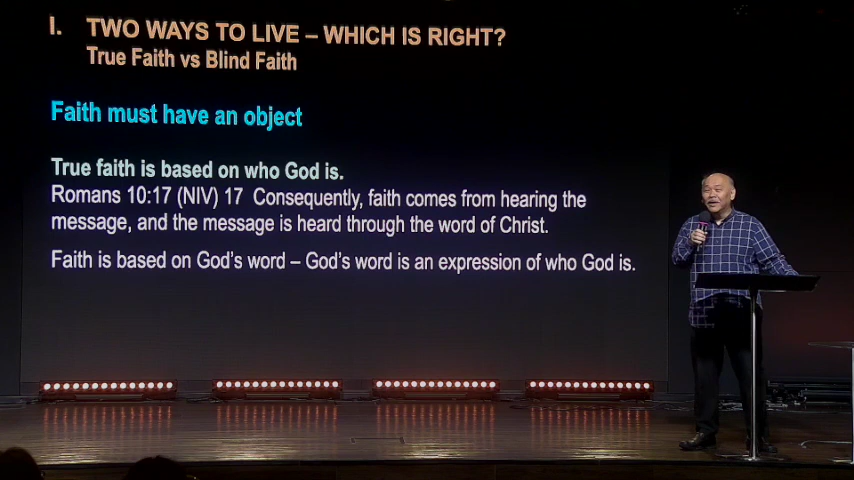 I. TWO WAYS TO LIVE – WHICH IS RIGHT?
True Faith vs Blind Faith
Faith must have an object
True faith is based on who God is.
Romans 10:17 (NIV) 17 Consequently, faith comes from hearing the
message, and the message is heard through the word of Christ.
Faith is based on God's word – God's word is an expression of who God is.